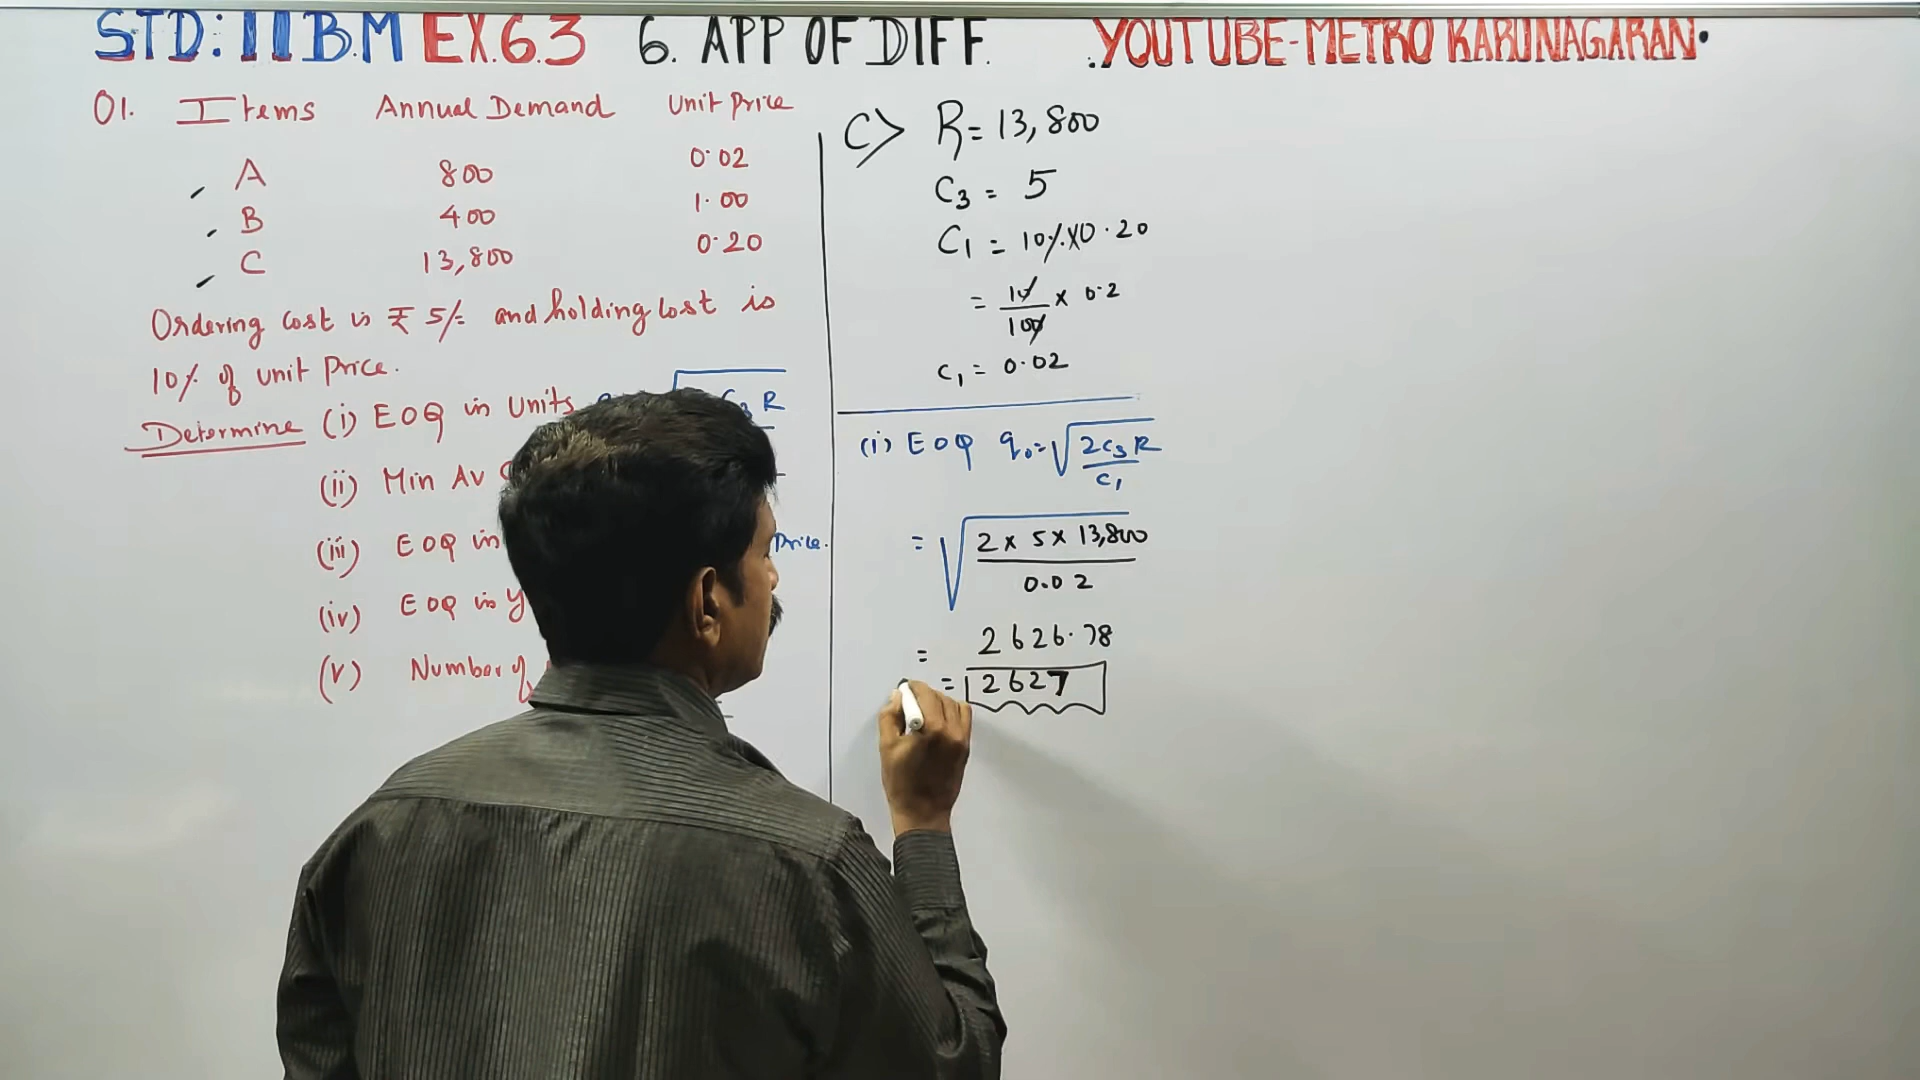 STD: 11 B.M EX.6.3 6. APP OF DIFF. YOUTUBE-METRO KARUNAGARAN.
01. Items Annual Demand Unit Price
A 800 0.02
B 400 1.00
C 13,800 0.20
Ordering cost is ₹ 5/= and holding cost is
10% of unit Price.
Determine (i) EOQ in Units C3 R
(ii) Min Av
(iii) EOQ in Price.
(iv) EOQ in Y
(v) Number of
C> R = 13,800
C3 = 5
C1 = 10% X 0.20
= 10/100 x 0.2
c1 = 0.02
(i) EOQ q0 = √2c3R/c1
= √2 x 5 x 13,800/0.02
= 2626.78
= 2627